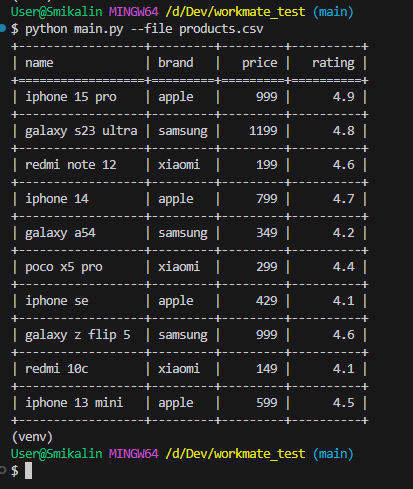 User@Smikalin MINGW64 /d/Dev/workmate_test (main)
$ python main.py --file products.csv
+------------------+---------+---------+----------+
| name             | brand   |   price |   rating |
+==================+=========+=========+==========+
| iphone 15 pro    | apple   |     999 |      4.9 |
+------------------+---------+---------+----------+
| galaxy s23 ultra | samsung |    1199 |      4.8 |
+------------------+---------+---------+----------+
| redmi note 12    | xiaomi  |     199 |      4.6 |
+------------------+---------+---------+----------+
| iphone 14        | apple   |     799 |      4.7 |
+------------------+---------+---------+----------+
| galaxy a54       | samsung |     349 |      4.2 |
+------------------+---------+---------+----------+
| poco x5 pro      | xiaomi  |     299 |      4.4 |
+------------------+---------+---------+----------+
| iphone se        | apple   |     429 |      4.1 |
+------------------+---------+---------+----------+
| galaxy z flip 5  | samsung |     999 |      4.6 |
+------------------+---------+---------+----------+
| redmi 10c        | xiaomi  |     149 |      4.1 |
+------------------+---------+---------+----------+
| iphone 13 mini   | apple   |     599 |      4.5 |
+------------------+---------+---------+----------+
(venv)
User@Smikalin MINGW64 /d/Dev/workmate_test (main)
$